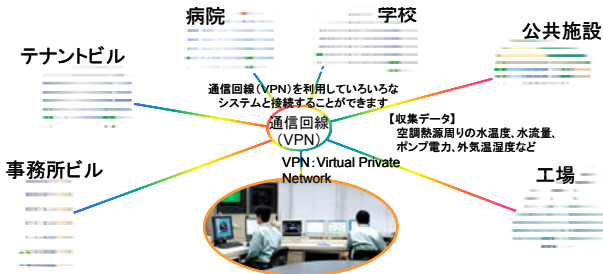 病院
学校
公共施設
テナントビル
通信回線(VPN)を利用していろいろな
システムと接続することができます
通信回線
(VPN)
【収集データ】
空調熱源周りの水温度、水流量、
ポンプ電力、外気温湿度など
VPN:Virtual Private
Network
事務所ビル
工場